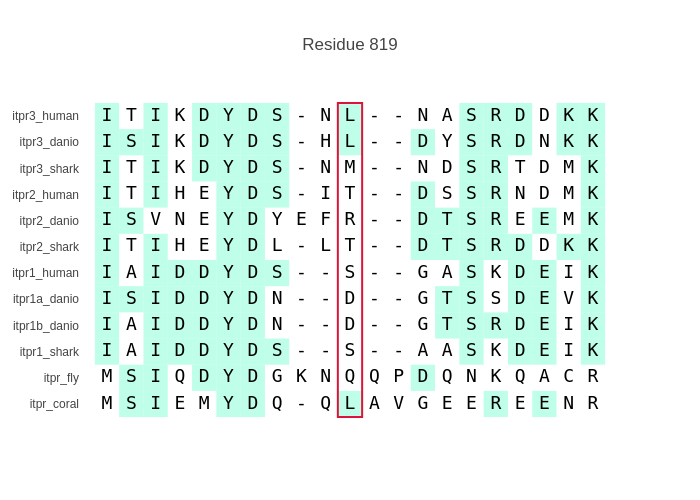 Residue 819
itpr3_human I T I K D Y D S - N L - - N A S R D D K K
itpr3_danio I S I K D Y D S - H L - - D Y S R D N K K
itpr3_shark I T I K D Y D S - N M - - N D S R T D M K
itpr2_human I T I H E Y D S - I T - - D S S R N D M K
itpr2_danio I S V N E Y D Y E F R - - D T S R E E M K
itpr2_shark I T I H E Y D L - L T - - D T S R D D K K
itpr1_human I A I D D Y D S - - S - - G A S K D E I K
itpr1a_danio I S I D D Y D N - - D - - G T S S D E V K
itpr1b_danio I A I D D Y D N - - D - - G T S R D E I K
itpr1_shark I A I D D Y D S - - S - - A A S K D E I K
itpr_fly M S I Q D Y D G K N Q Q P D Q N K Q A C R
itpr_coral M S I E M Y D Q - Q L A V G E E R E E N R